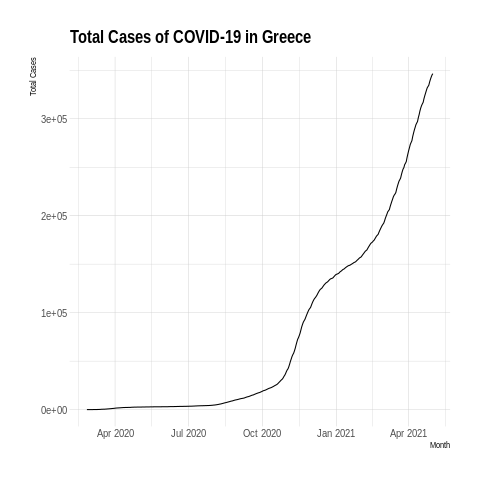 Total Cases of COVID-19 in Greece
Total Cases
3e+05
2e+05
1e+05
0e+00
Apr 2020 Jul 2020 Oct 2020 Jan 2021 Apr 2021
Month